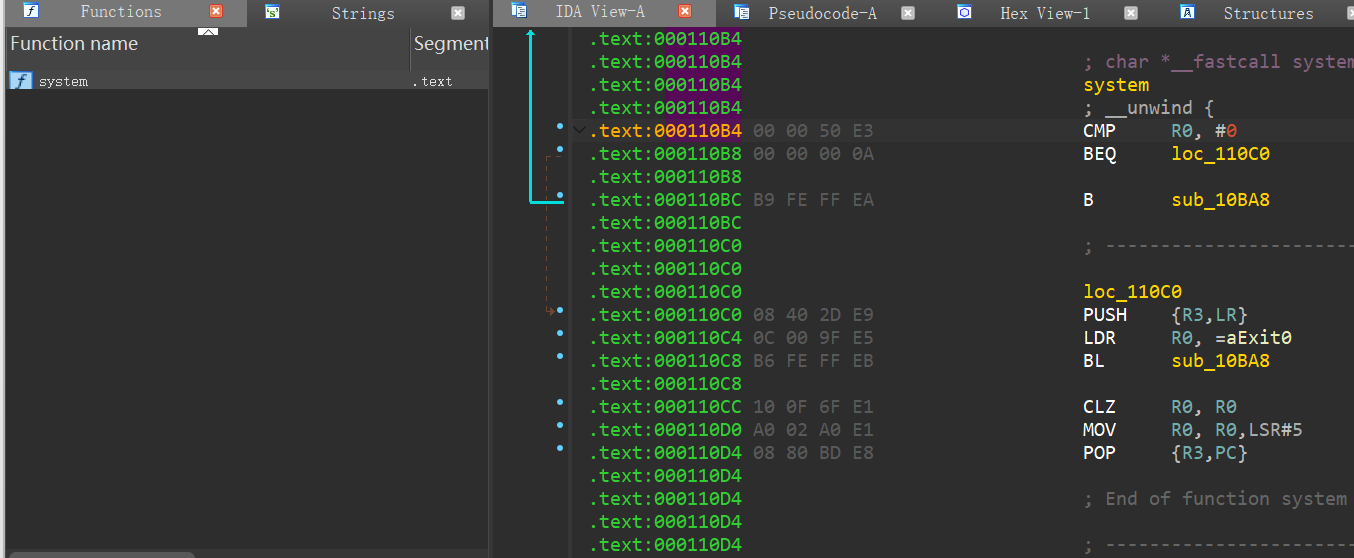 Functions
Strings
IDA View-A
Pseudocode-A
Hex View-1
Structures
Function name
Segment
f system .text
.text:000110B4
.text:000110B4 ; char *__fastcall system
.text:000110B4 system
.text:000110B4 ; __unwind {
.text:000110B4 00 00 50 E3 CMP R0, #0
.text:000110B8 00 00 00 0A BEQ loc_110C0
.text:000110B8
.text:000110BC B9 FE FF EA B sub_10BA8
.text:000110BC
.text:000110C0 ; -----------------------
.text:000110C0
.text:000110C0 loc_110C0
.text:000110C0 08 40 2D E9 PUSH {R3,LR}
.text:000110C4 0C 00 9F E5 LDR R0, =aExit0
.text:000110C8 B6 FE FF EB BL sub_10BA8
.text:000110C8
.text:000110CC 10 0F 6F E1 CLZ R0, R0
.text:000110D0 A0 02 A0 E1 MOV R0, R0,LSR#5
.text:000110D4 08 80 BD E8 POP {R3,PC}
.text:000110D4
.text:000110D4 ; End of function system
.text:000110D4
.text:000110D4 ; -----------------------